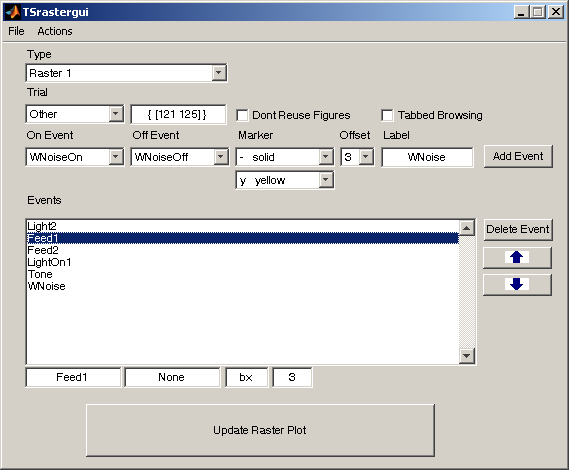 TSrastergui
File Actions
Type
Raster 1
Trial
Other { [121 125] } Dont Reuse Figures Tabbed Browsing
On Event Off Event Marker Offset Label
WNoiseOn WNoiseOff - solid 3 WNoise Add Event
y yellow
Events
Light2
Feed1
Feed2
LightOn1
Tone
WNoise
Delete Event
Feed1 None bx 3
Update Raster Plot